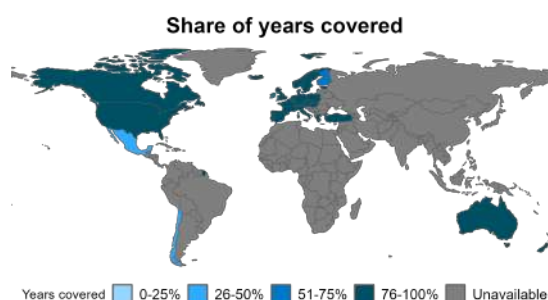 Share of years covered
Years covered 0-25% 26-50% 51-75% 76-100% Unavailable